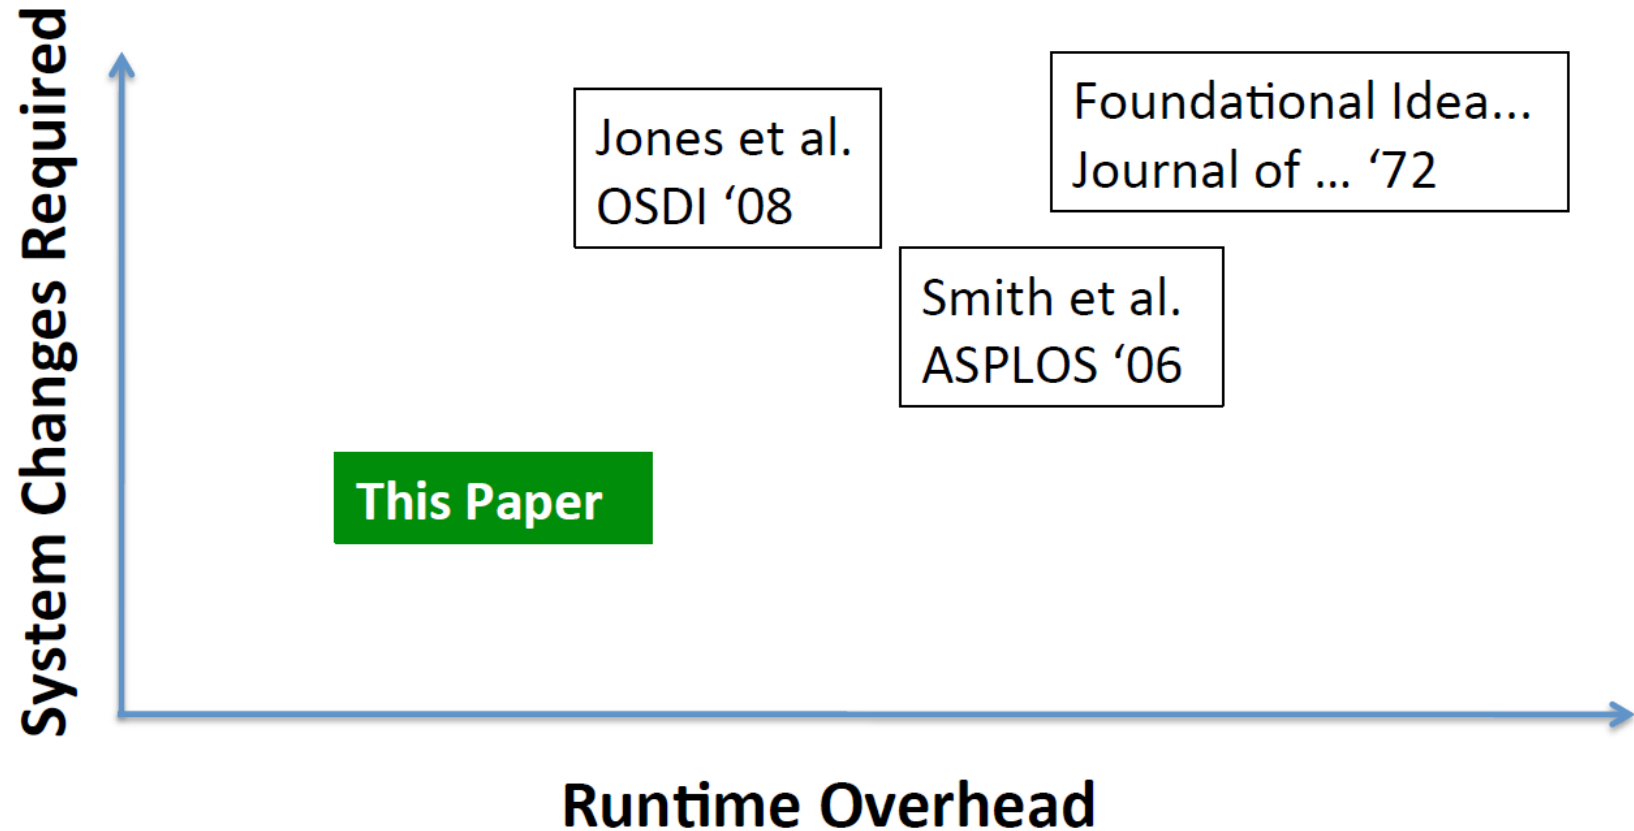 System Changes Required
Jones et al.
OSDI ‘08
Foundational Idea...
Journal of ... ‘72
Smith et al.
ASPLOS ‘06
This Paper
Runtime Overhead